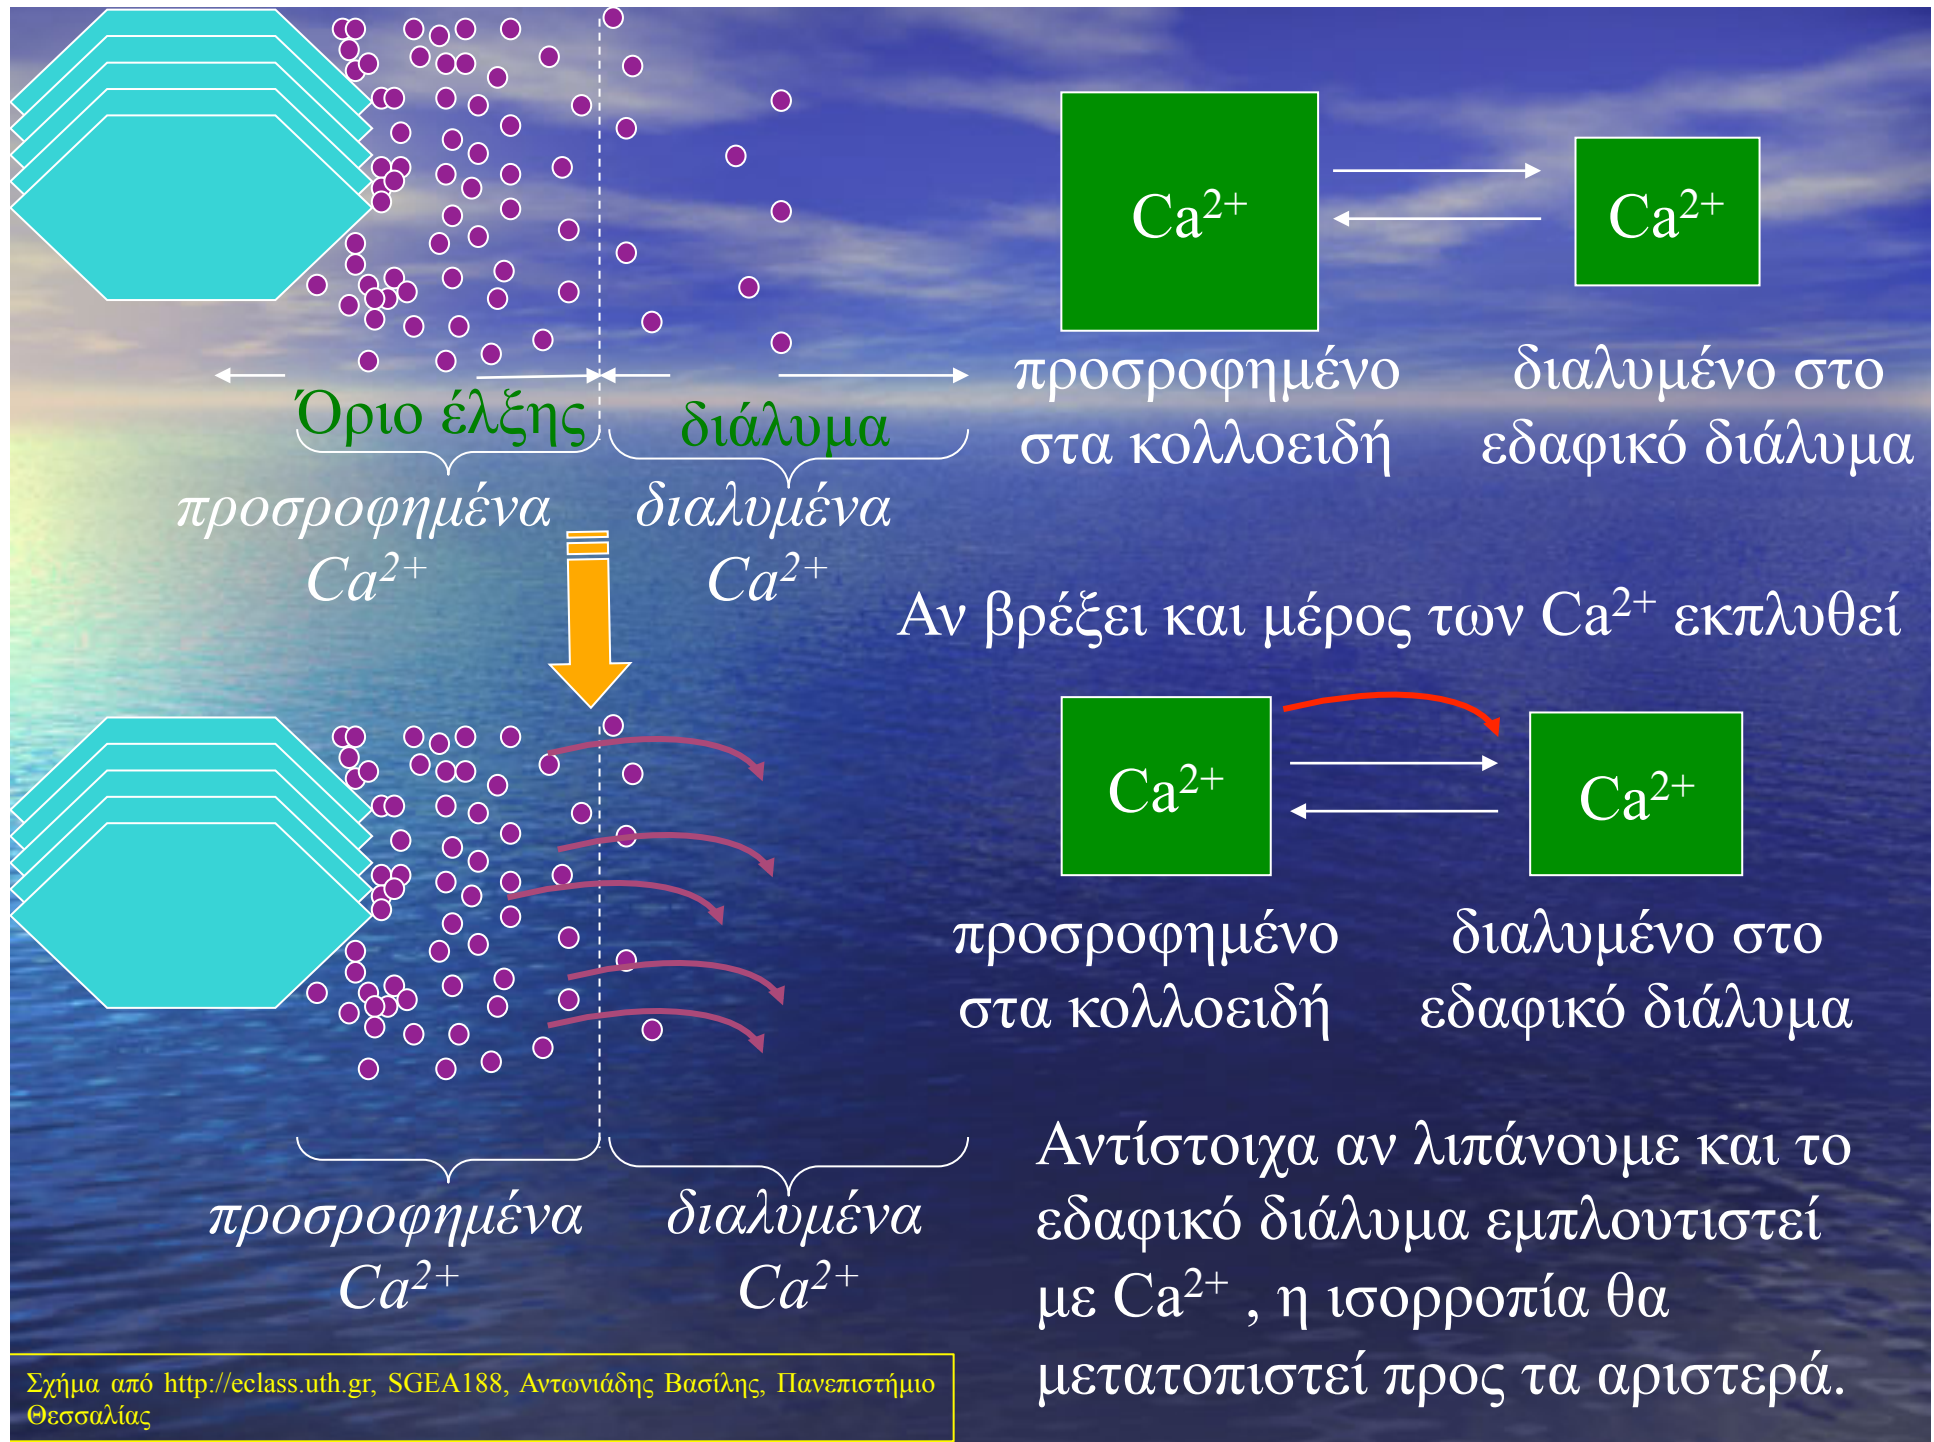 Ca2+
Ca2+
προσροφημένο
στα κολλοειδή
διαλυμένο στο
εδαφικό διάλυμα
Όριο έλξης
διάλυμα
προσροφημένα
Ca2+
διαλυμένα
Ca2+
Αν βρέξει και μέρος των Ca2+ εκπλυθεί
Ca2+
Ca2+
προσροφημένο
στα κολλοειδή
διαλυμένο στο
εδαφικό διάλυμα
προσροφημένα
Ca2+
διαλυμένα
Ca2+
Αντίστοιχα αν λιπάνουμε και το
εδαφικό διάλυμα εμπλουτιστεί
με Ca2+ , η ισορροπία θα
μετατοπιστεί προς τα αριστερά.
Σχήμα από http://eclass.uth.gr, SGEA188, Αντωνιάδης Βασίλης, Πανεπιστήμιο
Θεσσαλίας